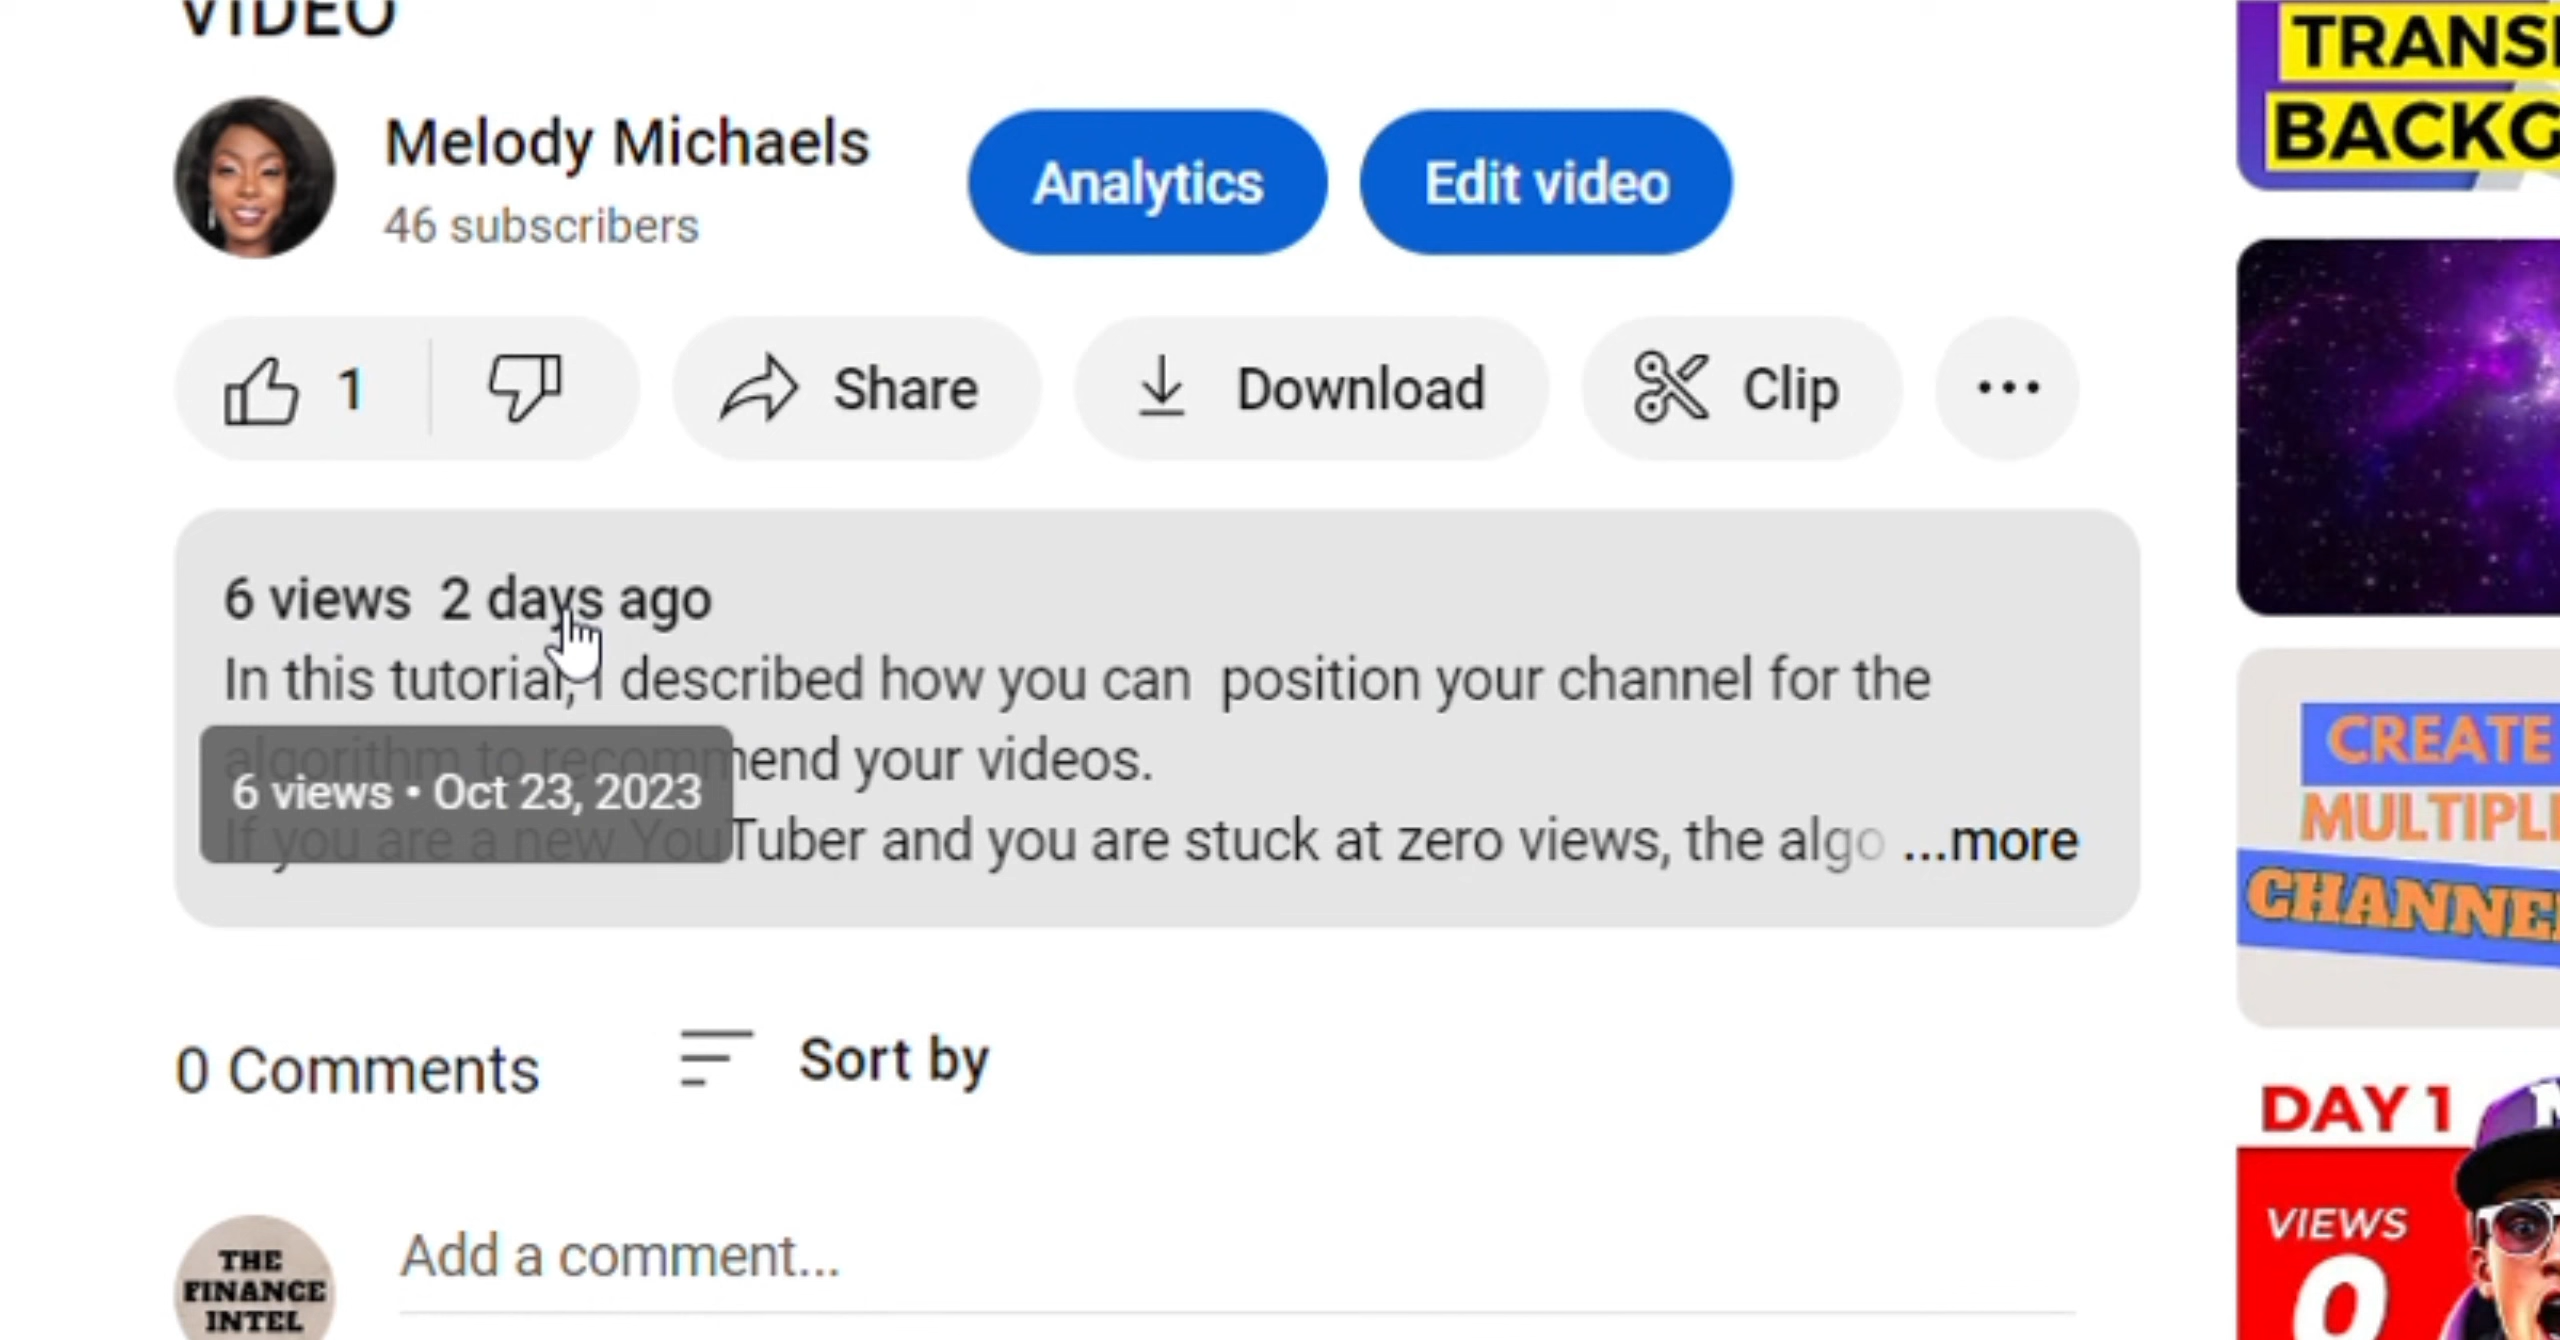 VIDEO
Melody Michaels
46 subscribers
Analytics
Edit video
1
Share
Download
Clip
...
6 views 2 days ago
In this tutorial, I described how you can position your channel for the
algorithm to recommend your videos.
6 views • Oct 23, 2023
If you are a new YouTuber and you are stuck at zero views, the algo ...more
0 Comments
Sort by
THE
FINANCE
INTEL
Add a comment...
TRANS
BACKG
CREATE
MULTIPL
CHANNE
DAY 1
VIEWS
0